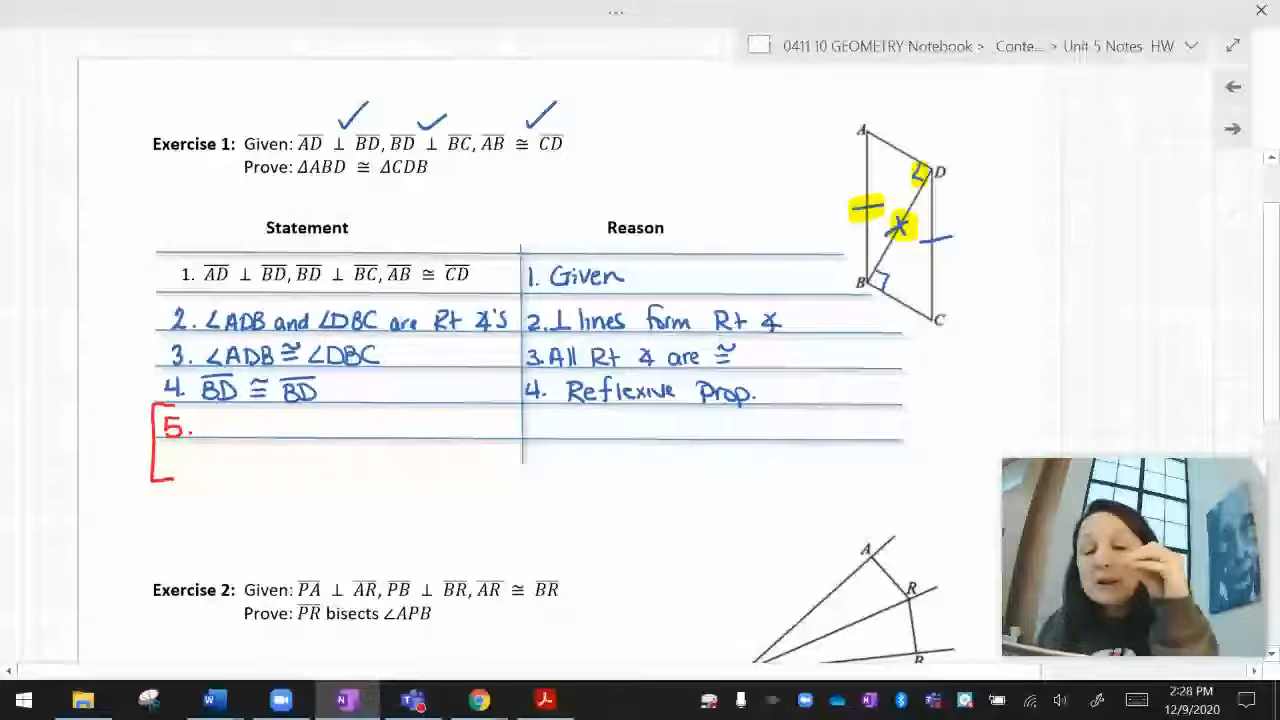 0411 10 GEOMETRY Notebook > Conte... > Unit 5 Notes HW
Exercise 1: Given: AD ⊥ BD, BD ⊥ BC, AB ≅ CD
Prove: ΔABD ≅ ΔCDB
Statement Reason
1. AD ⊥ BD, BD ⊥ BC, AB ≅ CD 1. Given
2. ∠ADB and ∠DBC are Rt ∡'s 2. ⊥ lines form Rt ∡
3. ∠ADB ≅ ∠DBC 3. All Rt ∡ are ≅
4. BD ≅ BD 4. Reflexive Prop.
5.
A
D
B
C
Exercise 2: Given: PA ⊥ AR, PB ⊥ BR, AR ≅ BR
Prove: PR bisects ∠APB
A
R
B
2:28 PM
12/9/2020